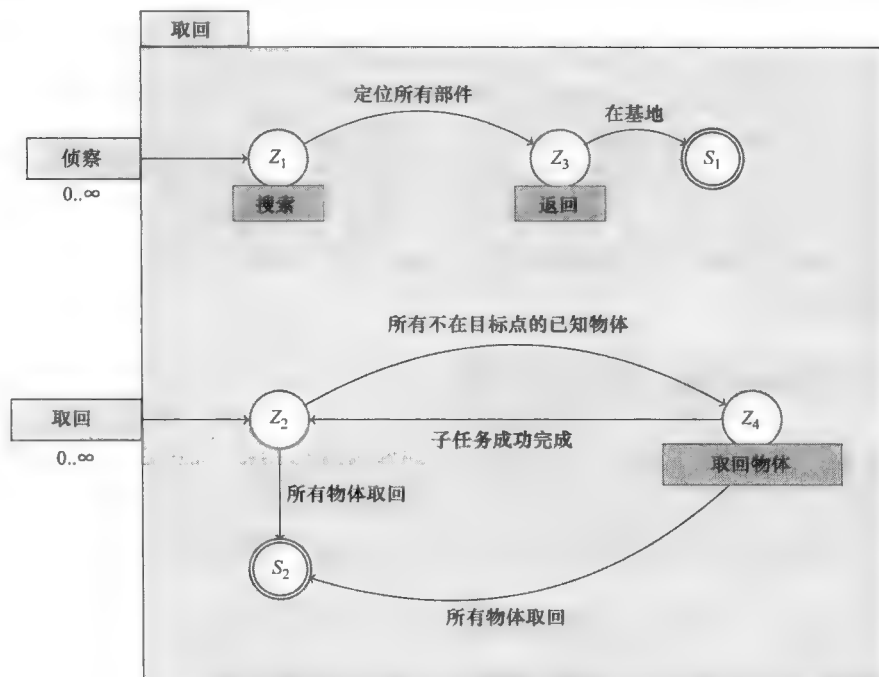 取回
定位所有部件
在基地
侦察
0..∞
Z₁
Z₃
S₁
搜索
返回
所有不在目标点的已知物体
取回
0..∞
Z₂
Z₄
子任务成功完成
取回物体
所有物体取回
S₂
所有物体取回